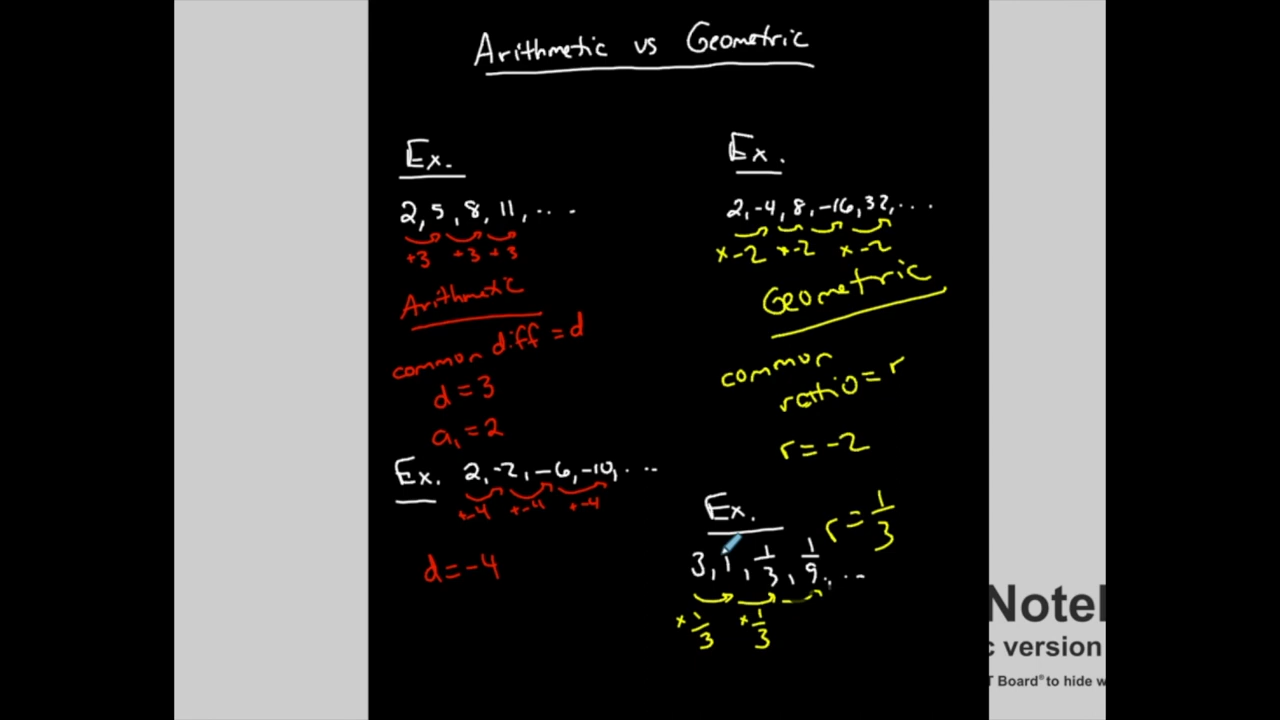 Arithmetic vs Geometric
Ex.
2, 5, 8, 11, ...
+3 +3 +3
Arithmetic
common diff = d
d = 3
a₁ = 2
Ex. 2, -2, -6, -10, ...
+-4 +-4 +-4
d = -4
Ex.
2, -4, 8, -16, 32, ...
×-2 ×-2 ×-2
Geometric
common
ratio = r
r = -2
Ex.
r = 1/3
3, 1, 1/3, 1/9, ...
×1/3 ×1/3
Note
c version
T Board® to hide w